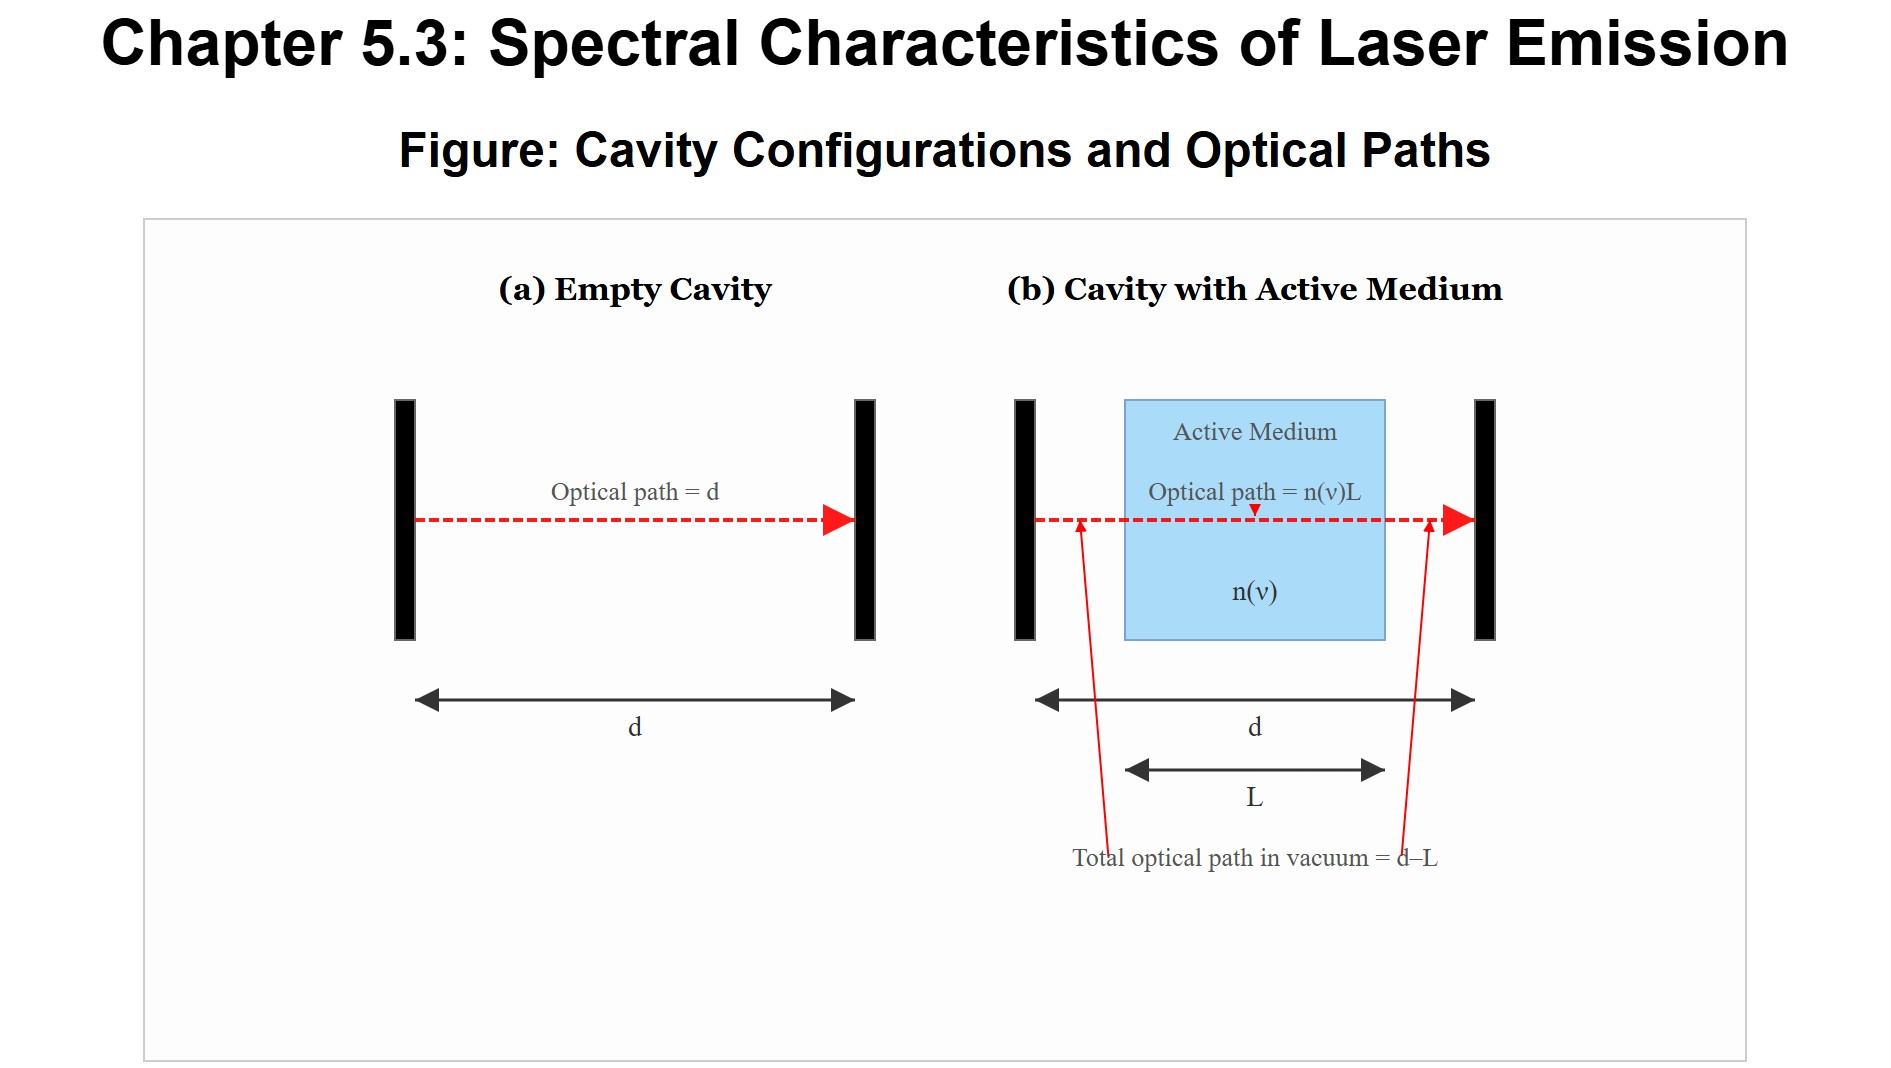 Chapter 5.3: Spectral Characteristics of Laser Emission
Figure: Cavity Configurations and Optical Paths
(a) Empty Cavity
Optical path = d
d
(b) Cavity with Active Medium
Active Medium
Optical path = n(ν)L
n(ν)
d
L
Total optical path in vacuum = d–L